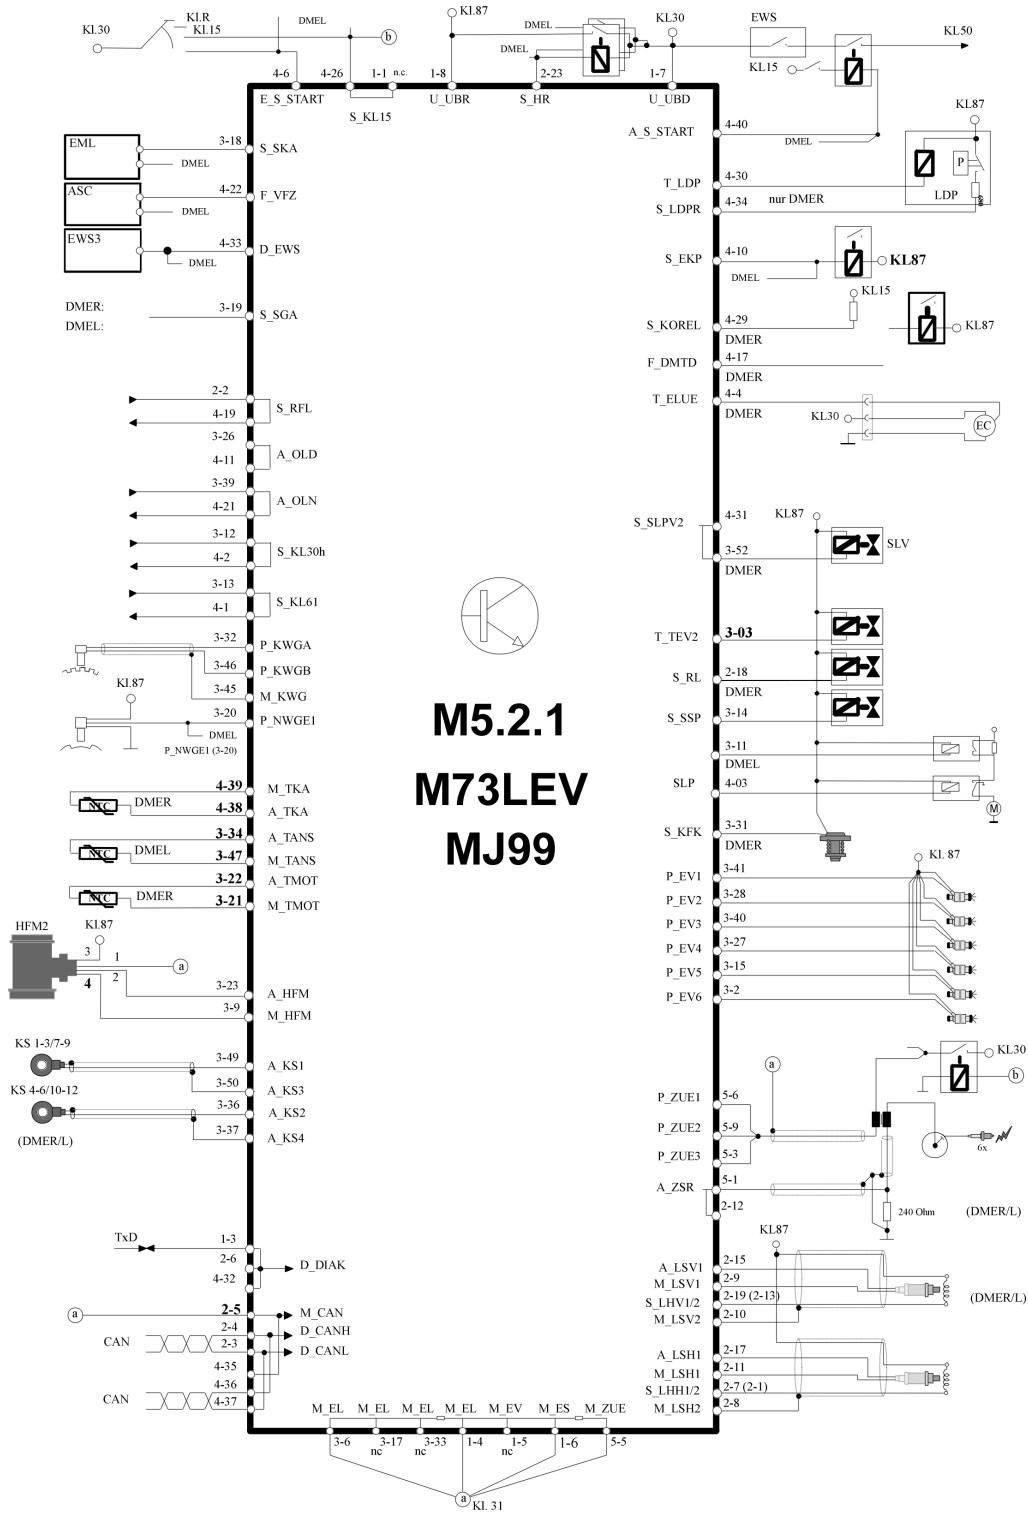 KI.30
KI.R
KI.15
DMEL
b
KI.87
DMEL
DMEL
KL30
EWS
KL50
KL15
4-6
4-26
1-1
n.c.
1-8
2-23
1-7
E_S_START
S_KL15
U_UBR
S_HR
U_UBD
A_S_START
4-40
DMEL
KL87
EML
3-18
S_SKA
DMEL
ASC
4-22
F_VFZ
DMEL
EWS3
4-33
D_EWS
DMEL
T_LDP
4-30
P
LDP
S_LDPR
4-34
nur DMER
S_EKP
4-10
DMEL
KL87
DMER:
DMEL:
3-19
S_SGA
KL15
S_KOREL
4-29
DMER
KL87
F_DMTD
4-17
DMER
T_ELUE
4-4
DMER
KL30
EC
2-2
4-19
S_RFL
3-26
4-11
A_OLD
3-39
4-21
A_OLN
3-12
4-2
S_KL30h
3-13
4-1
S_KL61
S_SLPV2
4-31
3-52
DMER
KL87
SLV
3-32
P_KWGA
3-46
P_KWGB
3-45
M_KWG
KI.87
3-20
P_NWGE1
DMEL
P_NWGE1 (3-20)
T_TEV2
3-03
S_RL
2-18
DMER
S_SSP
3-14
3-11
DMEL
SLP
4-03
M
S_KFK
3-31
DMER
M5.2.1
M73LEV
MJ99
4-39
M_TKA
NTC
DMER
4-38
A_TKA
3-34
A_TANS
NTC
DMEL
3-47
M_TANS
3-22
A_TMOT
NTC
DMER
3-21
M_TMOT
HFM2
KI.87
3
1
a
2
4
3-23
A_HFM
3-9
M_HFM
KI. 87
P_EV1
3-41
P_EV2
3-28
P_EV3
3-40
P_EV4
3-27
P_EV5
3-15
P_EV6
3-2
KS 1-3/7-9
3-49
A_KS1
3-50
A_KS3
KS 4-6/10-12
3-36
A_KS2
3-37
A_KS4
(DMER/L)
KL30
b
a
P_ZUE1
5-6
P_ZUE2
5-9
P_ZUE3
5-3
6x
A_ZSR
5-1
2-12
240 Ohm
(DMER/L)
TxD
1-3
2-6
4-32
D_DIAK
a
2-5
M_CAN
CAN
2-4
D_CANH
2-3
D_CANL
4-35
CAN
4-36
4-37
KL87
A_LSV1
2-15
M_LSV1
2-9
S_LHV1/2
2-19 (2-13)
M_LSV2
2-10
(DMER/L)
A_LSH1
2-17
M_LSH1
2-11
S_LHH1/2
2-7 (2-1)
M_LSH2
2-8
M_EL
M_EL
M_EL
M_EL
M_EV
M_ES
M_ZUE
3-6
3-17
nc
3-33
nc
1-4
1-5
nc
1-6
5-5
a
KI. 31